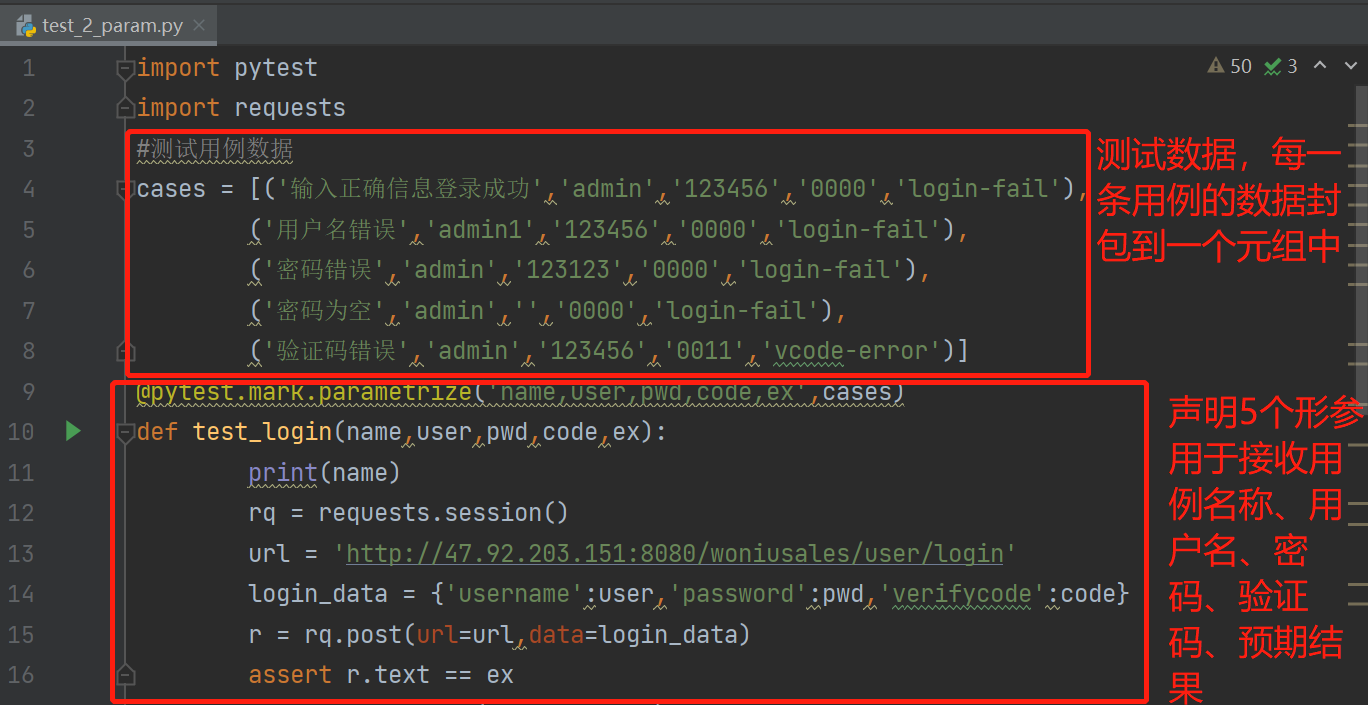 test_2_param.py
50 3
1 import pytest
2 import requests
3 #测试用例数据
4 cases = [('输入正确信息登录成功','admin','123456','0000','login-fail'),
5 ('用户名错误','admin1','123456','0000','login-fail'),
6 ('密码错误','admin','123123','0000','login-fail'),
7 ('密码为空','admin','','0000','login-fail'),
8 ('验证码错误','admin','123456','0011','vcode-error')]
测试数据，每一
条用例的数据封
包到一个元组中
9 @pytest.mark.parametrize('name,user,pwd,code,ex',cases)
10 def test_login(name,user,pwd,code,ex):
11 print(name)
12 rq = requests.session()
13 url = 'http://47.92.203.151:8080/woniusales/user/login'
14 login_data = {'username':user,'password':pwd,'verifycode':code}
15 r = rq.post(url=url,data=login_data)
16 assert r.text == ex
声明5个形参
用于接收用
例名称、用
户名、密
码、验证
码、预期结
果